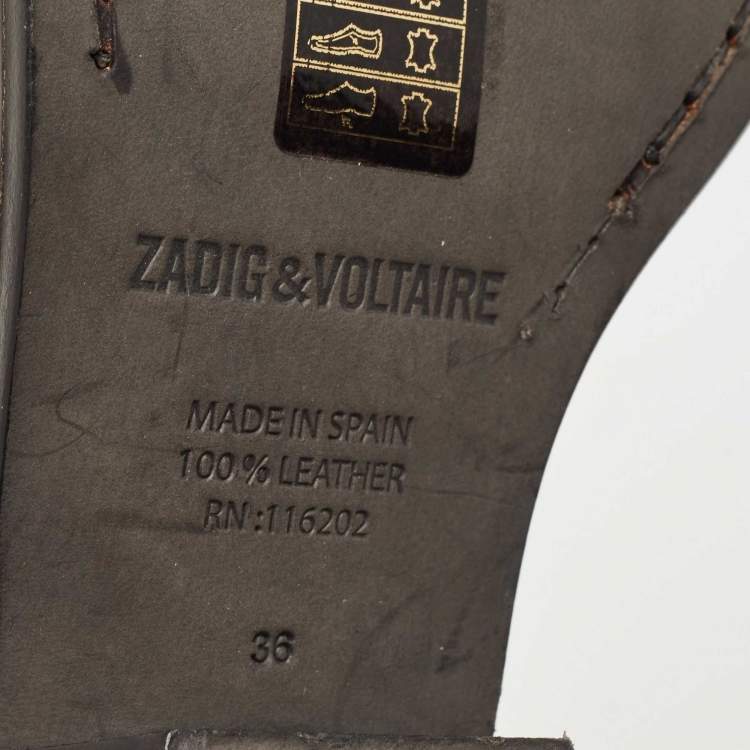 ZADIG&VOLTAIRE
MADE IN SPAIN
100% LEATHER
RN:116202
36